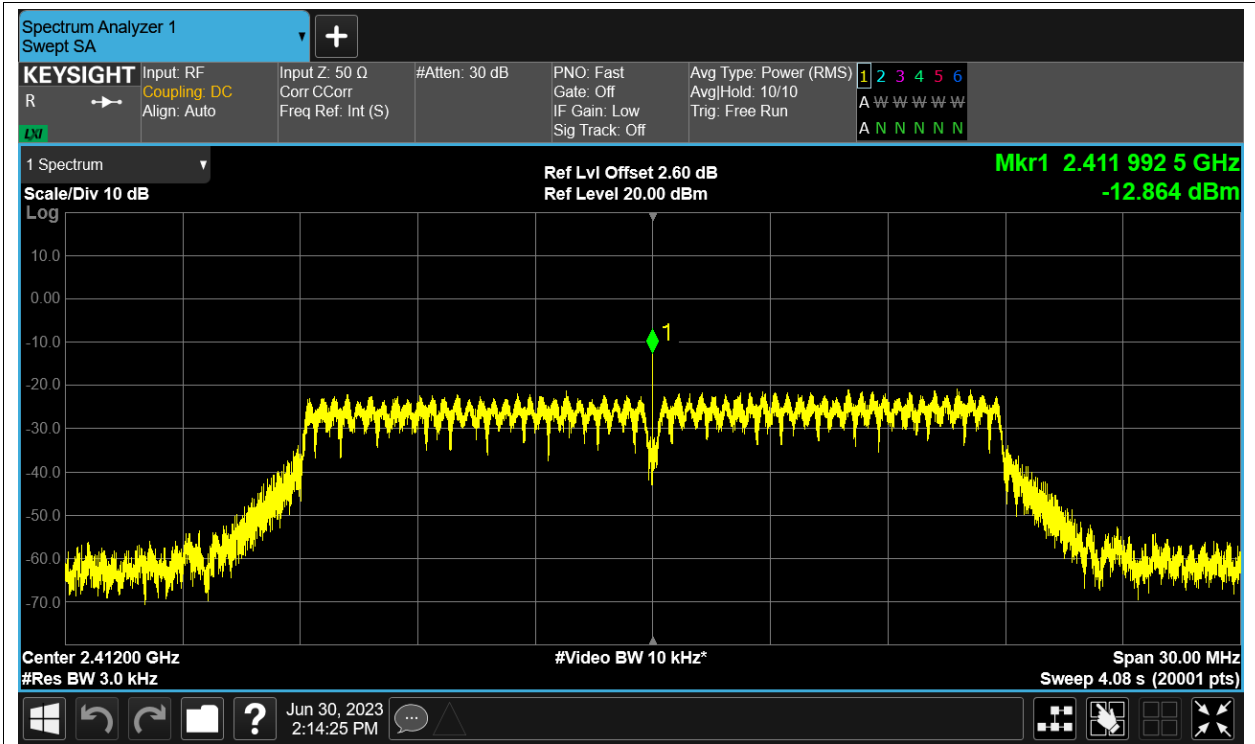 Spectrum Analyzer 1
Swept SA
KEYSIGHT
R
LXI
Input: RF
Coupling: DC
Align: Auto
Input Z: 50 Ω
Corr CCorr
Freq Ref: Int (S)
#Atten: 30 dB
PNO: Fast
Gate: Off
IF Gain: Low
Sig Track: Off
Avg Type: Power (RMS)
Avg|Hold: 10/10
Trig: Free Run
1 2 3 4 5 6
A W W W W W
A N N N N N
1 Spectrum
Scale/Div 10 dB
Log
Ref Lvl Offset 2.60 dB
Ref Level 20.00 dBm
Mkr1 2.411 992 5 GHz
-12.864 dBm
10.0
0.00
-10.0
-20.0
-30.0
-40.0
-50.0
-60.0
-70.0
1
Center 2.41200 GHz
#Res BW 3.0 kHz
#Video BW 10 kHz*
Span 30.00 MHz
Sweep 4.08 s (20001 pts)
?
Jun 30, 2023
2:14:25 PM